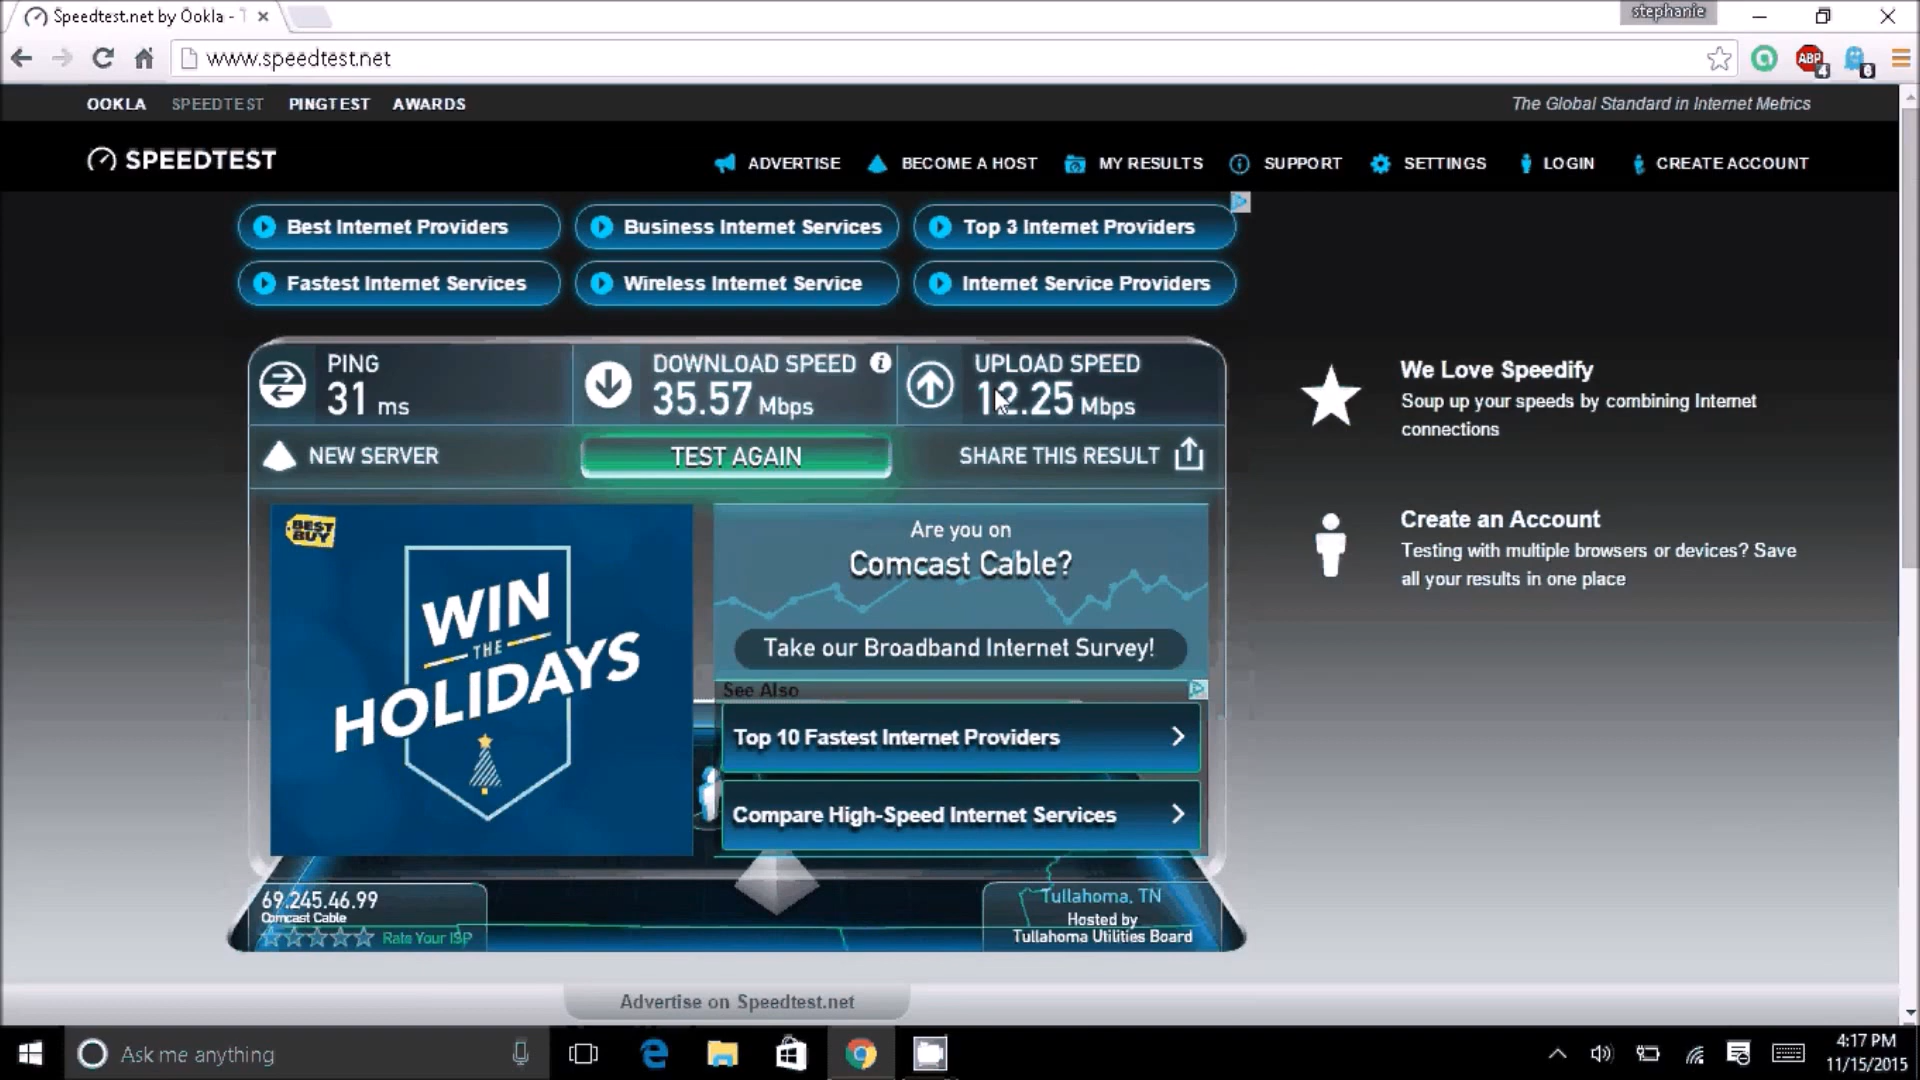 Speedtest.net by Ookla - T
stephanie
www.speedtest.net
ABP
4
6
OOKLA SPEEDTEST PINGTEST AWARDS
The Global Standard in Internet Metrics
SPEEDTEST
ADVERTISE BECOME A HOST MY RESULTS SUPPORT SETTINGS LOGIN CREATE ACCOUNT
Best Internet Providers
Business Internet Services
Top 3 Internet Providers
Fastest Internet Services
Wireless Internet Service
Internet Service Providers
PING
31 ms
DOWNLOAD SPEED
35.57 Mbps
UPLOAD SPEED
12.25 Mbps
NEW SERVER
TEST AGAIN
SHARE THIS RESULT
We Love Speedify
Soup up your speeds by combining Internet
connections
Create an Account
Testing with multiple browsers or devices? Save
all your results in one place
BEST
BUY
WIN
THE
HOLIDAYS
Are you on
Comcast Cable?
Take our Broadband Internet Survey!
See Also
Top 10 Fastest Internet Providers
Compare High-Speed Internet Services
69.245.46.99
Comcast Cable
Rate Your ISP
Tullahoma, TN
Hosted by
Tullahoma Utilities Board
Advertise on Speedtest.net
Ask me anything
4:17 PM
11/15/2015